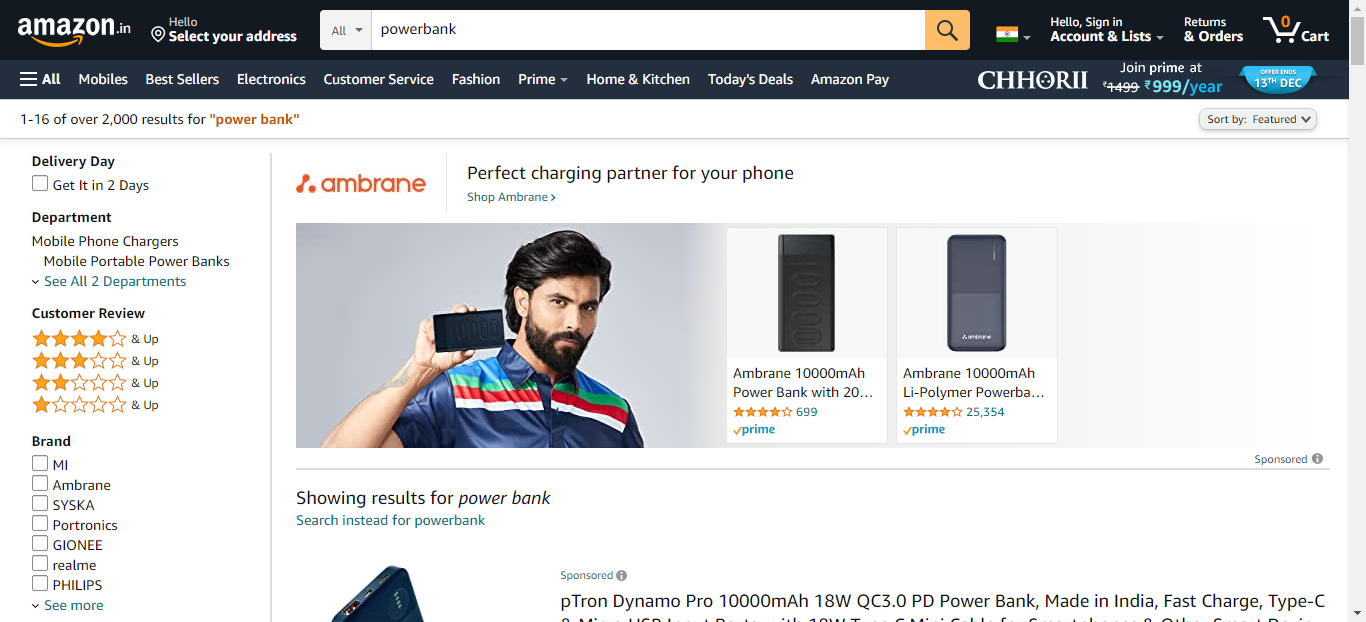 amazon.in
Hello
Select your address
All
powerbank
Hello, Sign in
Account & Lists
Returns
& Orders
0
Cart
All
Mobiles
Best Sellers
Electronics
Customer Service
Fashion
Prime
Home & Kitchen
Today's Deals
Amazon Pay
CHHORII
Join prime at
₹1499 ₹999/year
OFFER ENDS
13TH DEC
1-16 of over 2,000 results for "power bank"
Sort by: Featured
Delivery Day
Get It in 2 Days
Department
Mobile Phone Chargers
Mobile Portable Power Banks
See All 2 Departments
Customer Review
& Up
& Up
& Up
& Up
Brand
MI
Ambrane
SYSKA
Portronics
GIONEE
realme
PHILIPS
See more
ambrane
Perfect charging partner for your phone
Shop Ambrane ›
Ambrane 10000mAh
Power Bank with 20...
699
prime
ambrane
Ambrane 10000mAh
Li-Polymer Powerba...
25,354
prime
Sponsored
Showing results for power bank
Search instead for powerbank
Sponsored
pTron Dynamo Pro 10000mAh 18W QC3.0 PD Power Bank, Made in India, Fast Charge, Type-C